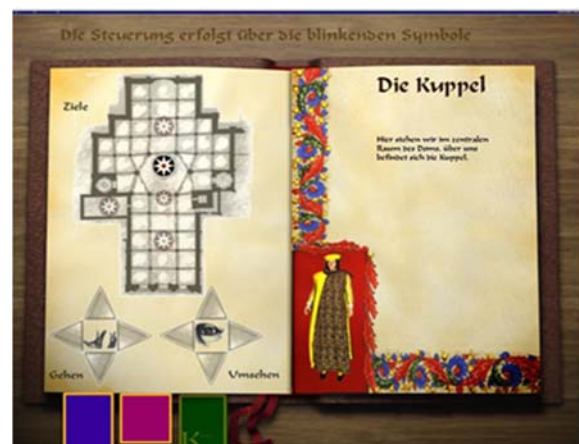 Die Steuerung erfolgt über die blinkenden Symbole
Ziele
Gehen
Umsehen
Die Kuppel
Hier stehen wir im zentralen
Raum des Doms. über uns
befindet sich die Kuppel.